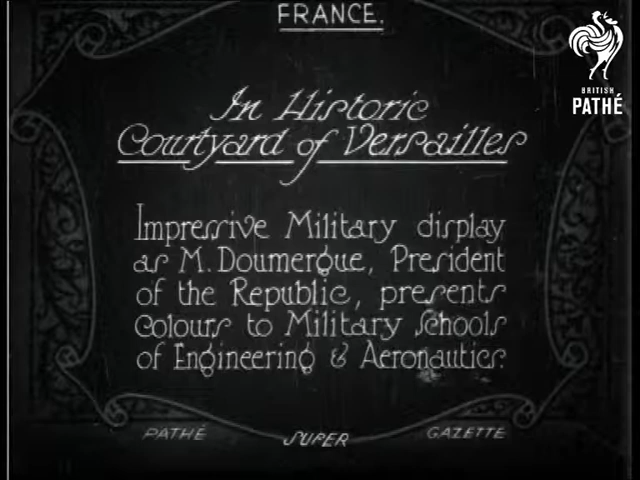 FRANCE.
BRITISH
PATHÉ
In Historic
Courtyard of Versailles
Impressive Military display
as M. Doumergue, President
of the Republic, presents
colours to Military Schools
of Engineering & Aeronautics.
PATHÉ SUPER GAZETTE